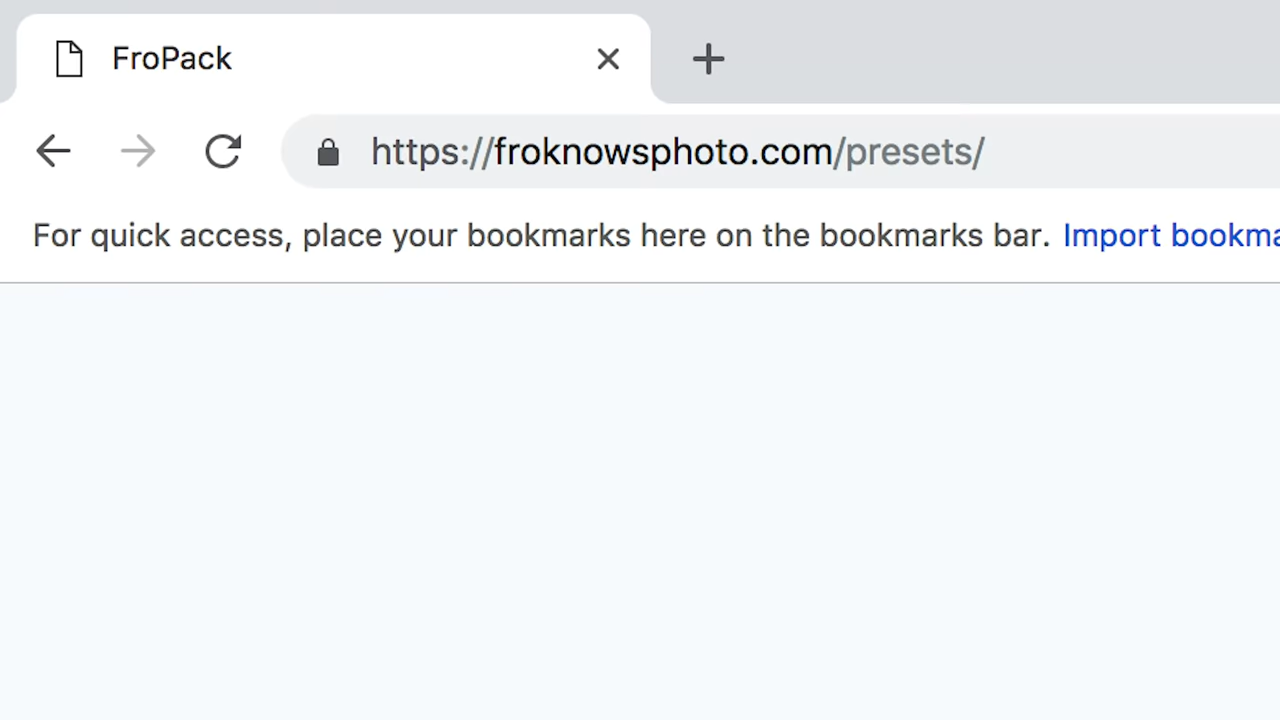 FroPack
https://froknowsphoto.com/presets/
For quick access, place your bookmarks here on the bookmarks bar. Import bookma